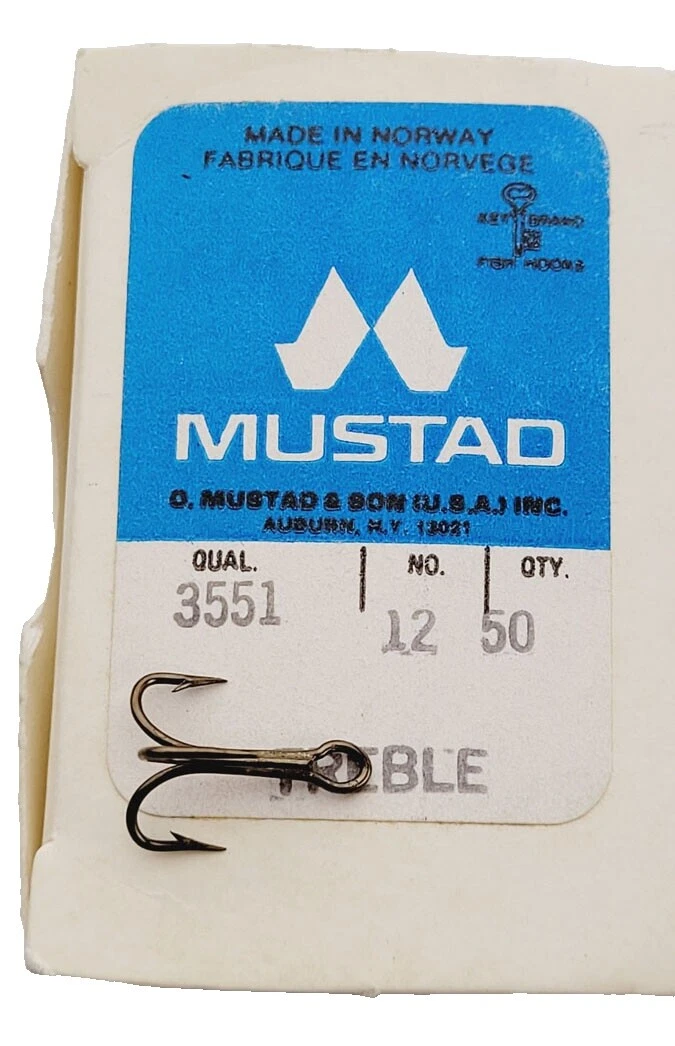 MADE IN NORWAY
FABRIQUE EN NORVEGE
KEY BRAND
FISH HOOKS
MUSTAD
O. MUSTAD & SON (U.S.A.) INC.
AUBURN, N.Y. 13021
QUAL. NO. QTY.
3551 12 50
TREBLE